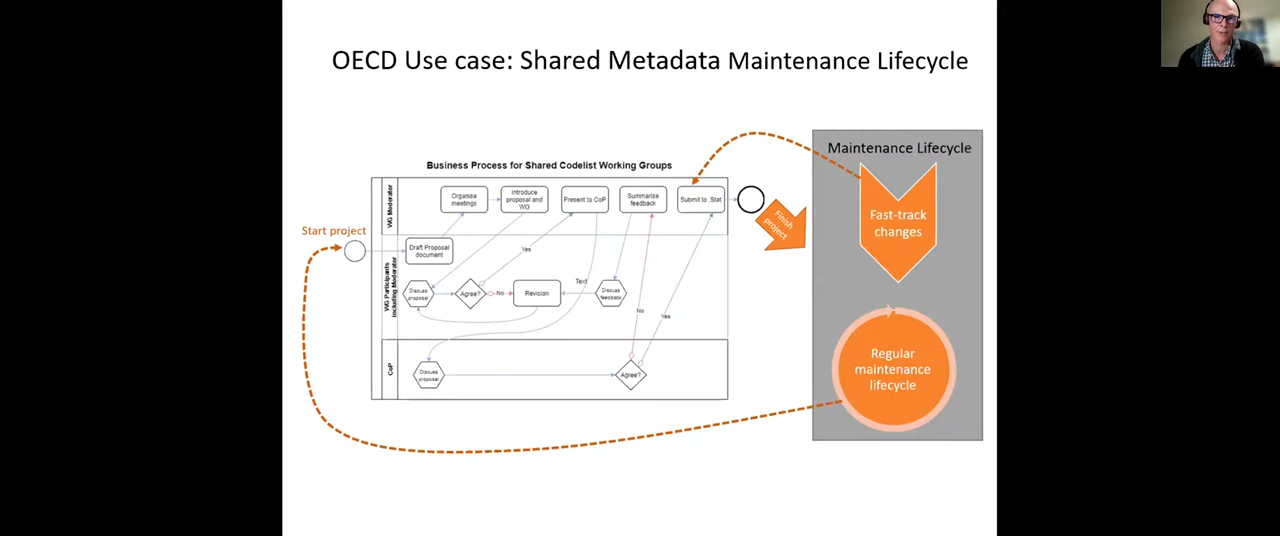 OECD Use case: Shared Metadata Maintenance Lifecycle
Business Process for Shared Codelist Working Groups
WG Moderator
Organise
meetings
Introduce
proposal and
WG
Present to CoP
Summarise
feedback
Submit to .Stat
Start project
WG Participants
Including Moderator
Draft Proposal
document
Yes
Discuss
proposal
Agree?
No
Revision
Text
Discuss
feedback
No
Yes
CoP
Discuss
proposal
Agree?
Finish
project
Maintenance Lifecycle
Fast-track
changes
Regular
maintenance
lifecycle